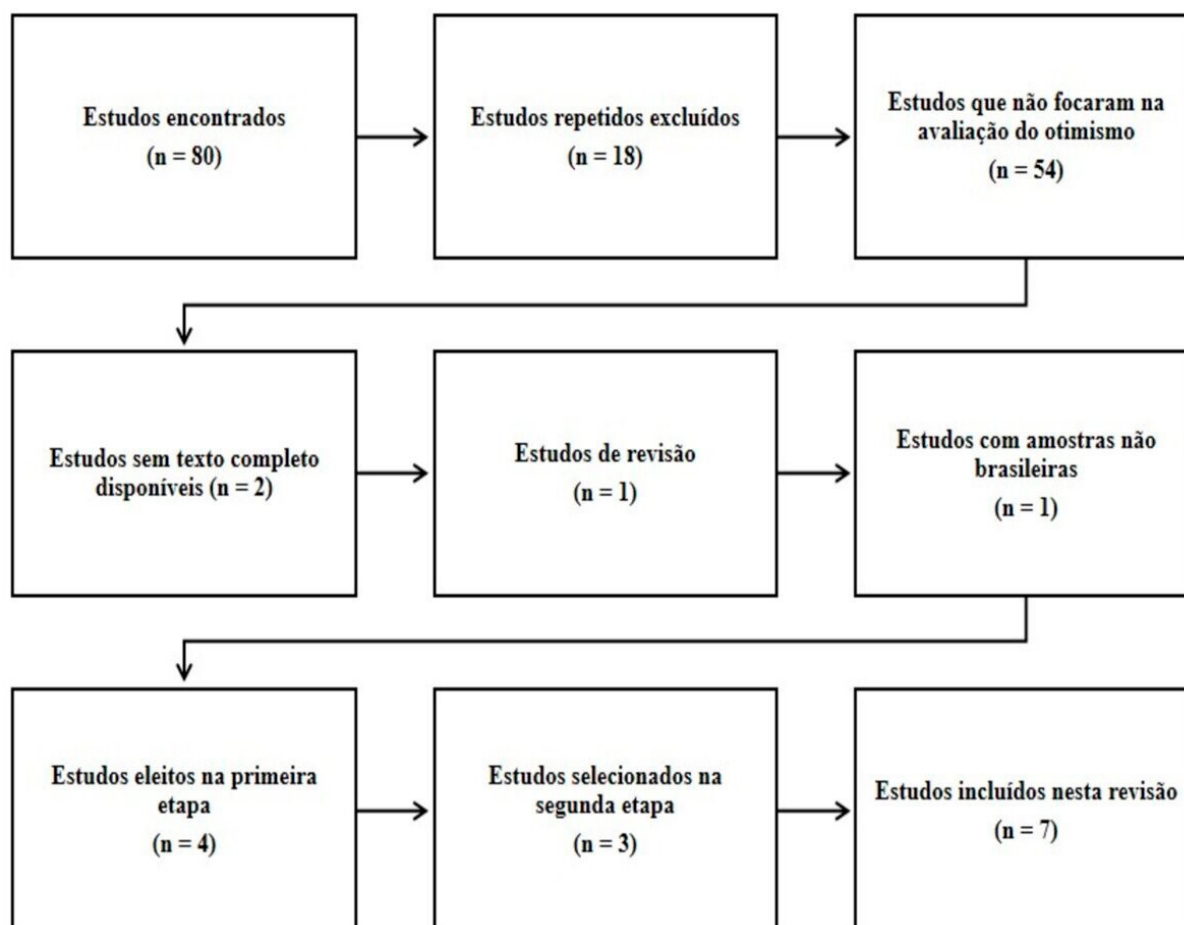 Estudos encontrados
(n = 80)
Estudos repetidos excluídos
(n = 18)
Estudos que não focaram na
avaliação do otimismo
(n = 54)
Estudos sem texto completo
disponíveis (n = 2)
Estudos de revisão
(n = 1)
Estudos com amostras não
brasileiras
(n = 1)
Estudos eleitos na primeira
etapa
(n = 4)
Estudos selecionados na
segunda etapa
(n = 3)
Estudos incluídos nesta revisão
(n = 7)